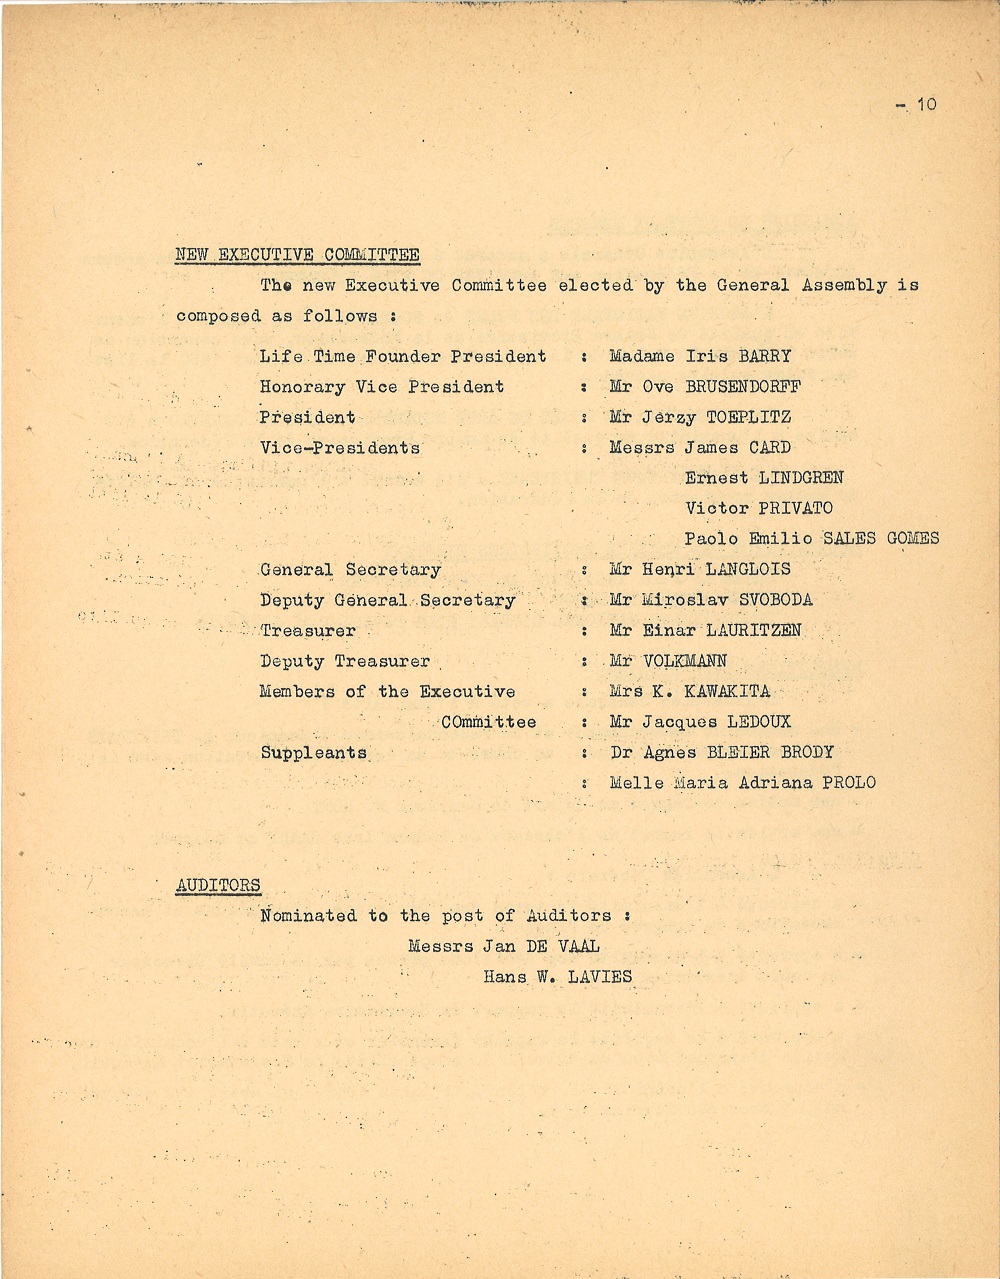 - 10
NEW EXECUTIVE COMMITTEE
The new Executive Committee elected by the General Assembly is
composed as follows :
Life Time Founder President : Madame Iris BARRY
Honorary Vice President : Mr Ove BRUSENDORFF
President : Mr Jerzy TOEPLITZ
Vice-Presidents : Messrs James CARD
Ernest LINDGREN
Victor PRIVATO
Paolo Emilio SALES GOMES
General Secretary : Mr Henri LANGLOIS
Deputy General Secretary : Mr Miroslav SVOBODA
Treasurer : Mr Einar LAURITZEN
Deputy Treasurer : Mr VOLKMANN
Members of the Executive : Mrs K. KAWAKITA
COmmittee : Mr Jacques LEDOUX
Suppleants : Dr Agnes BLEIER BRODY
: Melle Maria Adriana PROLO
AUDITORS
Nominated to the post of Auditors :
Messrs Jan DE VAAL
Hans W. LAVIES